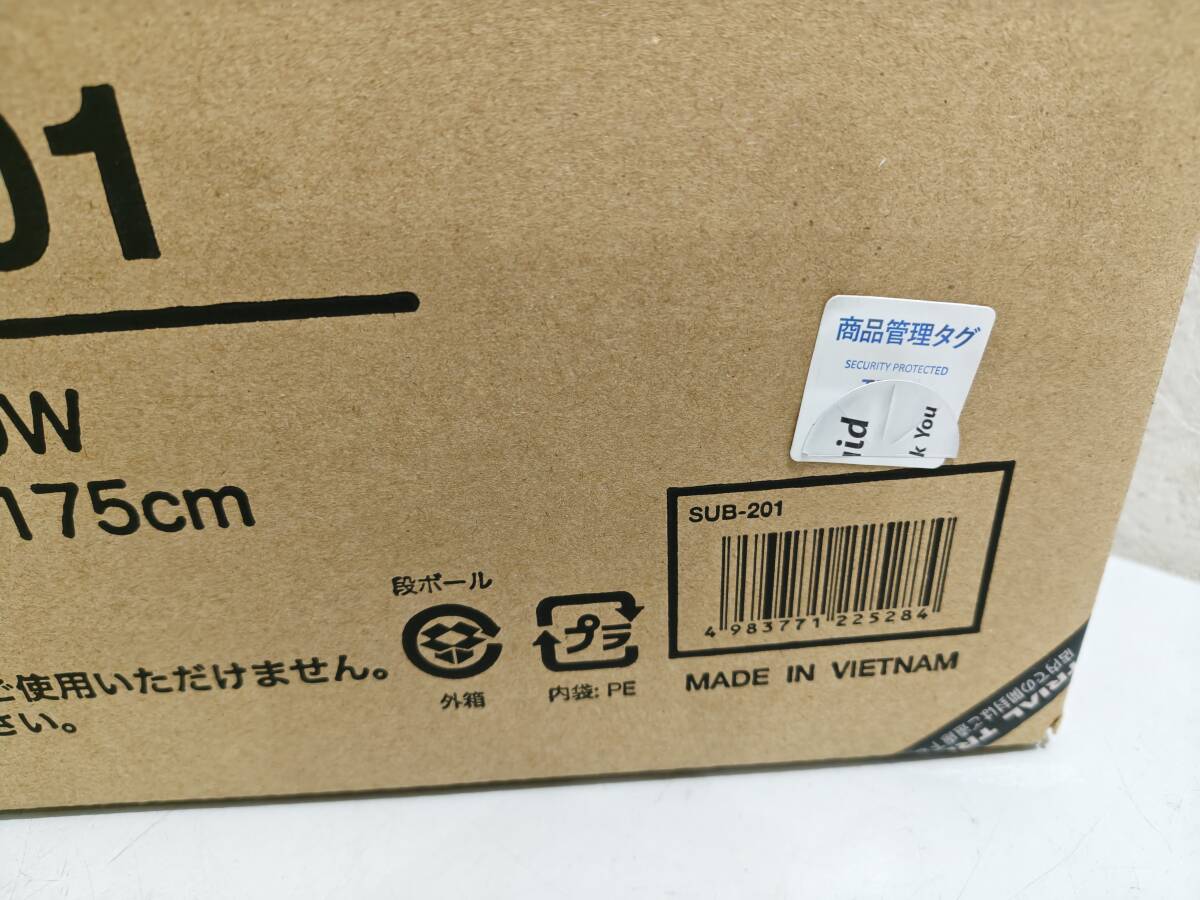 01
0W
175cm
ご使用いただけません。
さい。
段ボール
外箱
プラ
内袋: PE
商品管理タグ
SECURITY PROTECTED
You
SUB-201
4 983771 225284
MADE IN VIETNAM
TRIAL